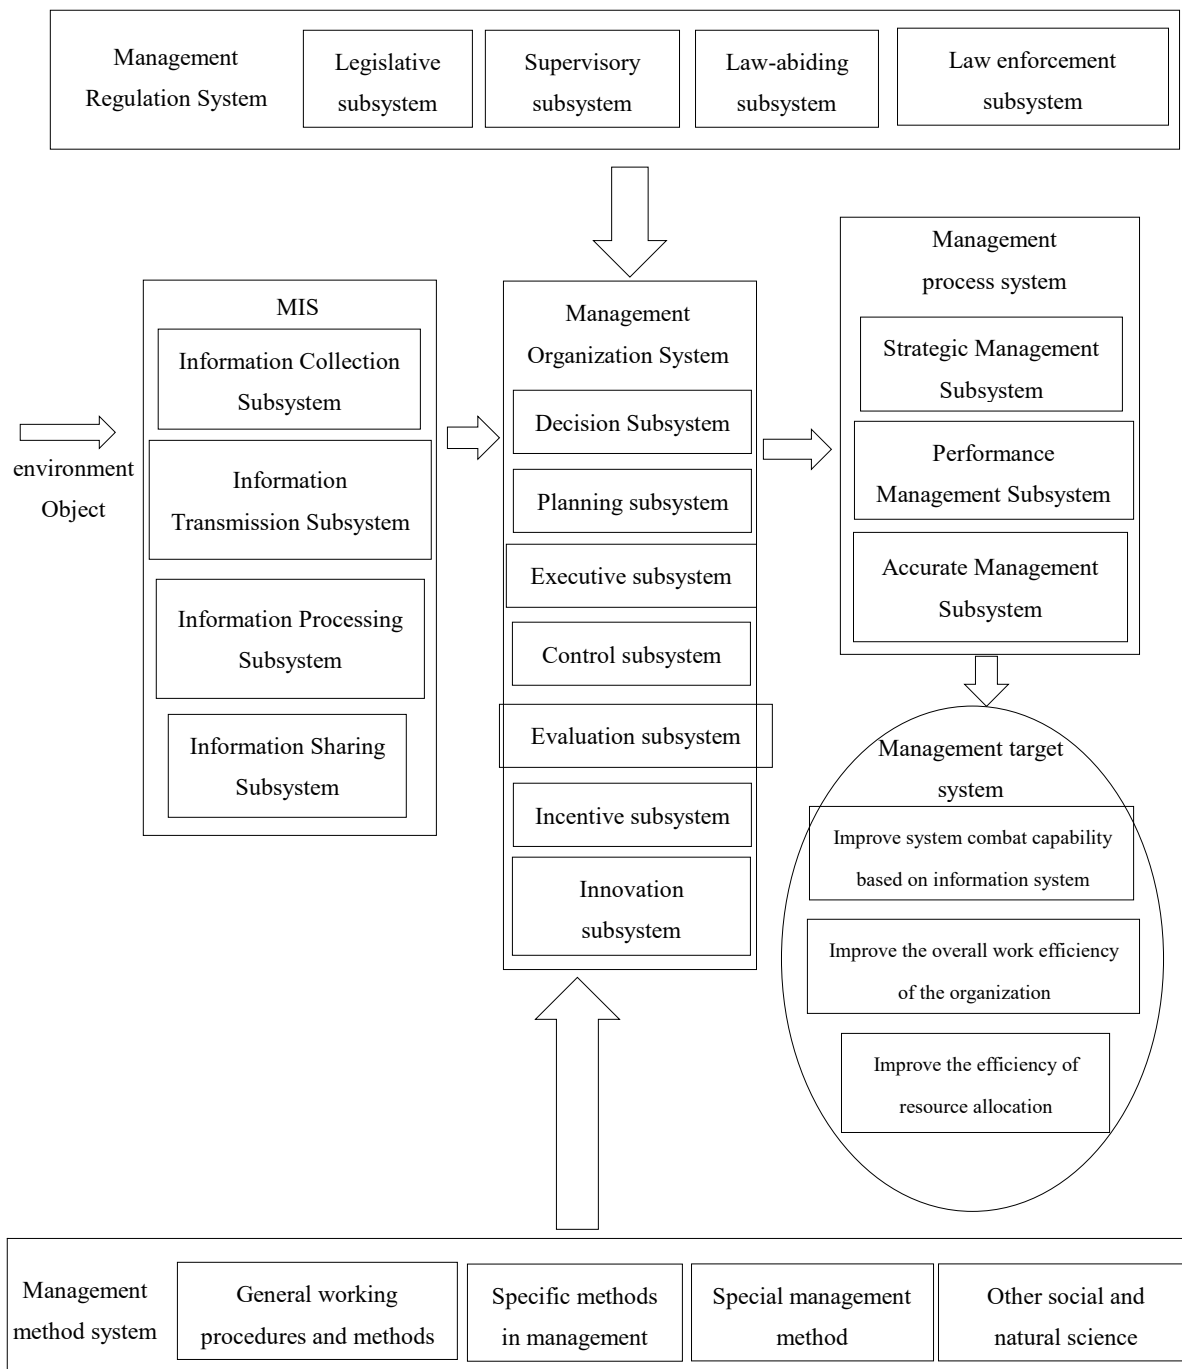 Management
Regulation System
Legislative
subsystem
Supervisory
subsystem
Law-abiding
subsystem
Law enforcement
subsystem
environment
Object
MIS
Information Collection
Subsystem
Information
Transmission Subsystem
Information Processing
Subsystem
Information Sharing
Subsystem
Management
Organization System
Decision Subsystem
Planning subsystem
Executive subsystem
Control subsystem
Evaluation subsystem
Incentive subsystem
Innovation
subsystem
Management
process system
Strategic Management
Subsystem
Performance
Management Subsystem
Accurate Management
Subsystem
Management target
system
Improve system combat capability
based on information system
Improve the overall work efficiency
of the organization
Improve the efficiency of
resource allocation
Management
method system
General working
procedures and methods
Specific methods
in management
Special management
method
Other social and
natural science